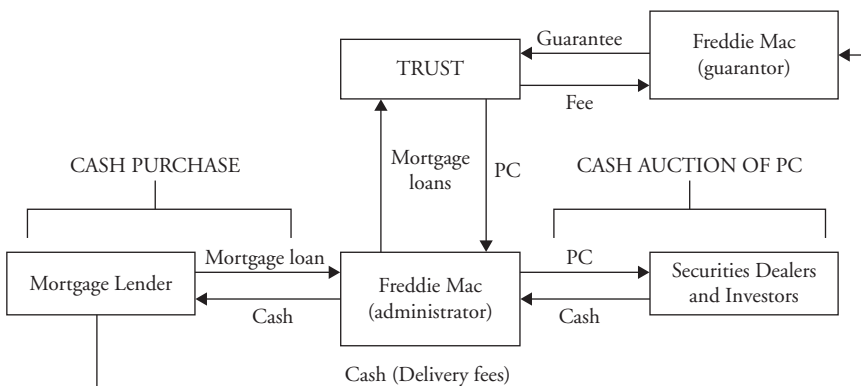 Guarantee
Freddie Mac
(guarantor)
TRUST
Fee
CASH PURCHASE
Mortgage
loans
PC
CASH AUCTION OF PC
Mortgage Lender
Mortgage loan
Cash
Freddie Mac
(administrator)
PC
Cash
Securities Dealers
and Investors
Cash (Delivery fees)